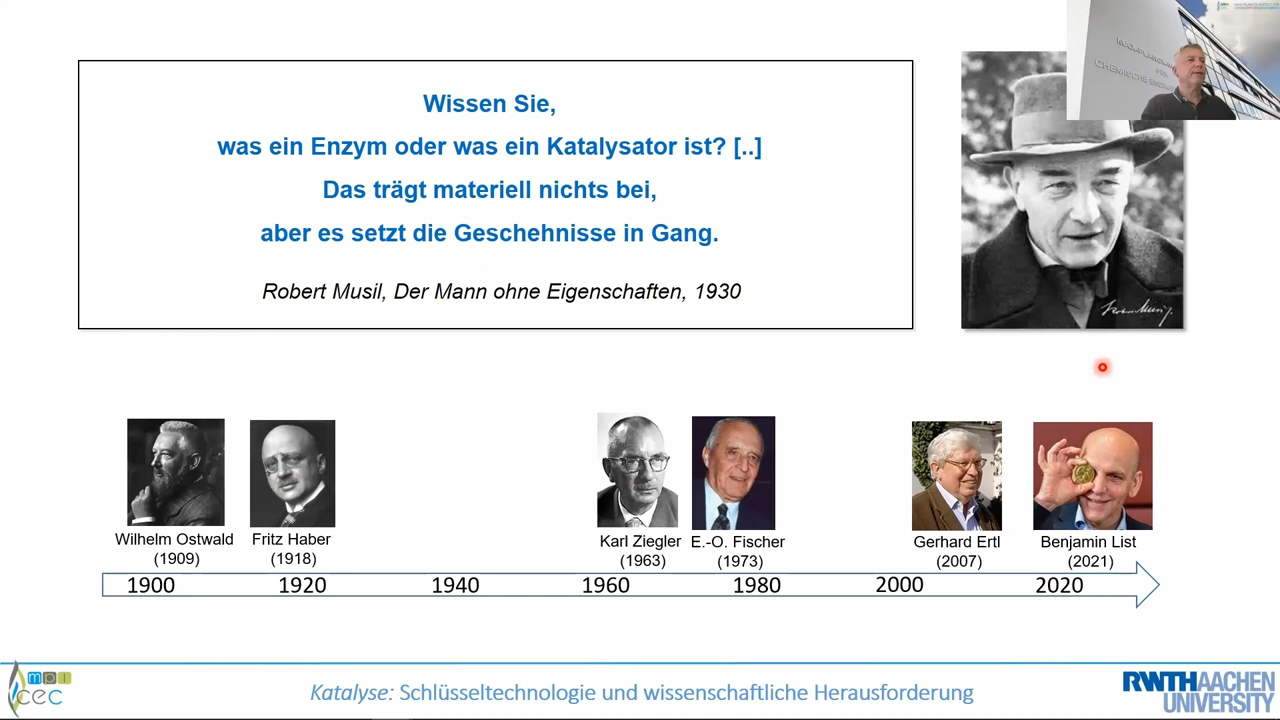 Wissen Sie,
was ein Enzym oder was ein Katalysator ist? [..]
Das trägt materiell nichts bei,
aber es setzt die Geschehnisse in Gang.
Robert Musil, Der Mann ohne Eigenschaften, 1930
Wilhelm Ostwald
(1909)
Fritz Haber
(1918)
Karl Ziegler
(1963)
E.-O. Fischer
(1973)
Gerhard Ertl
(2007)
Benjamin List
(2021)
1900 1920 1940 1960 1980 2000 2020
mpi
cec
Katalyse: Schlüsseltechnologie und wissenschaftliche Herausforderung
RWTHAACHEN
UNIVERSITY